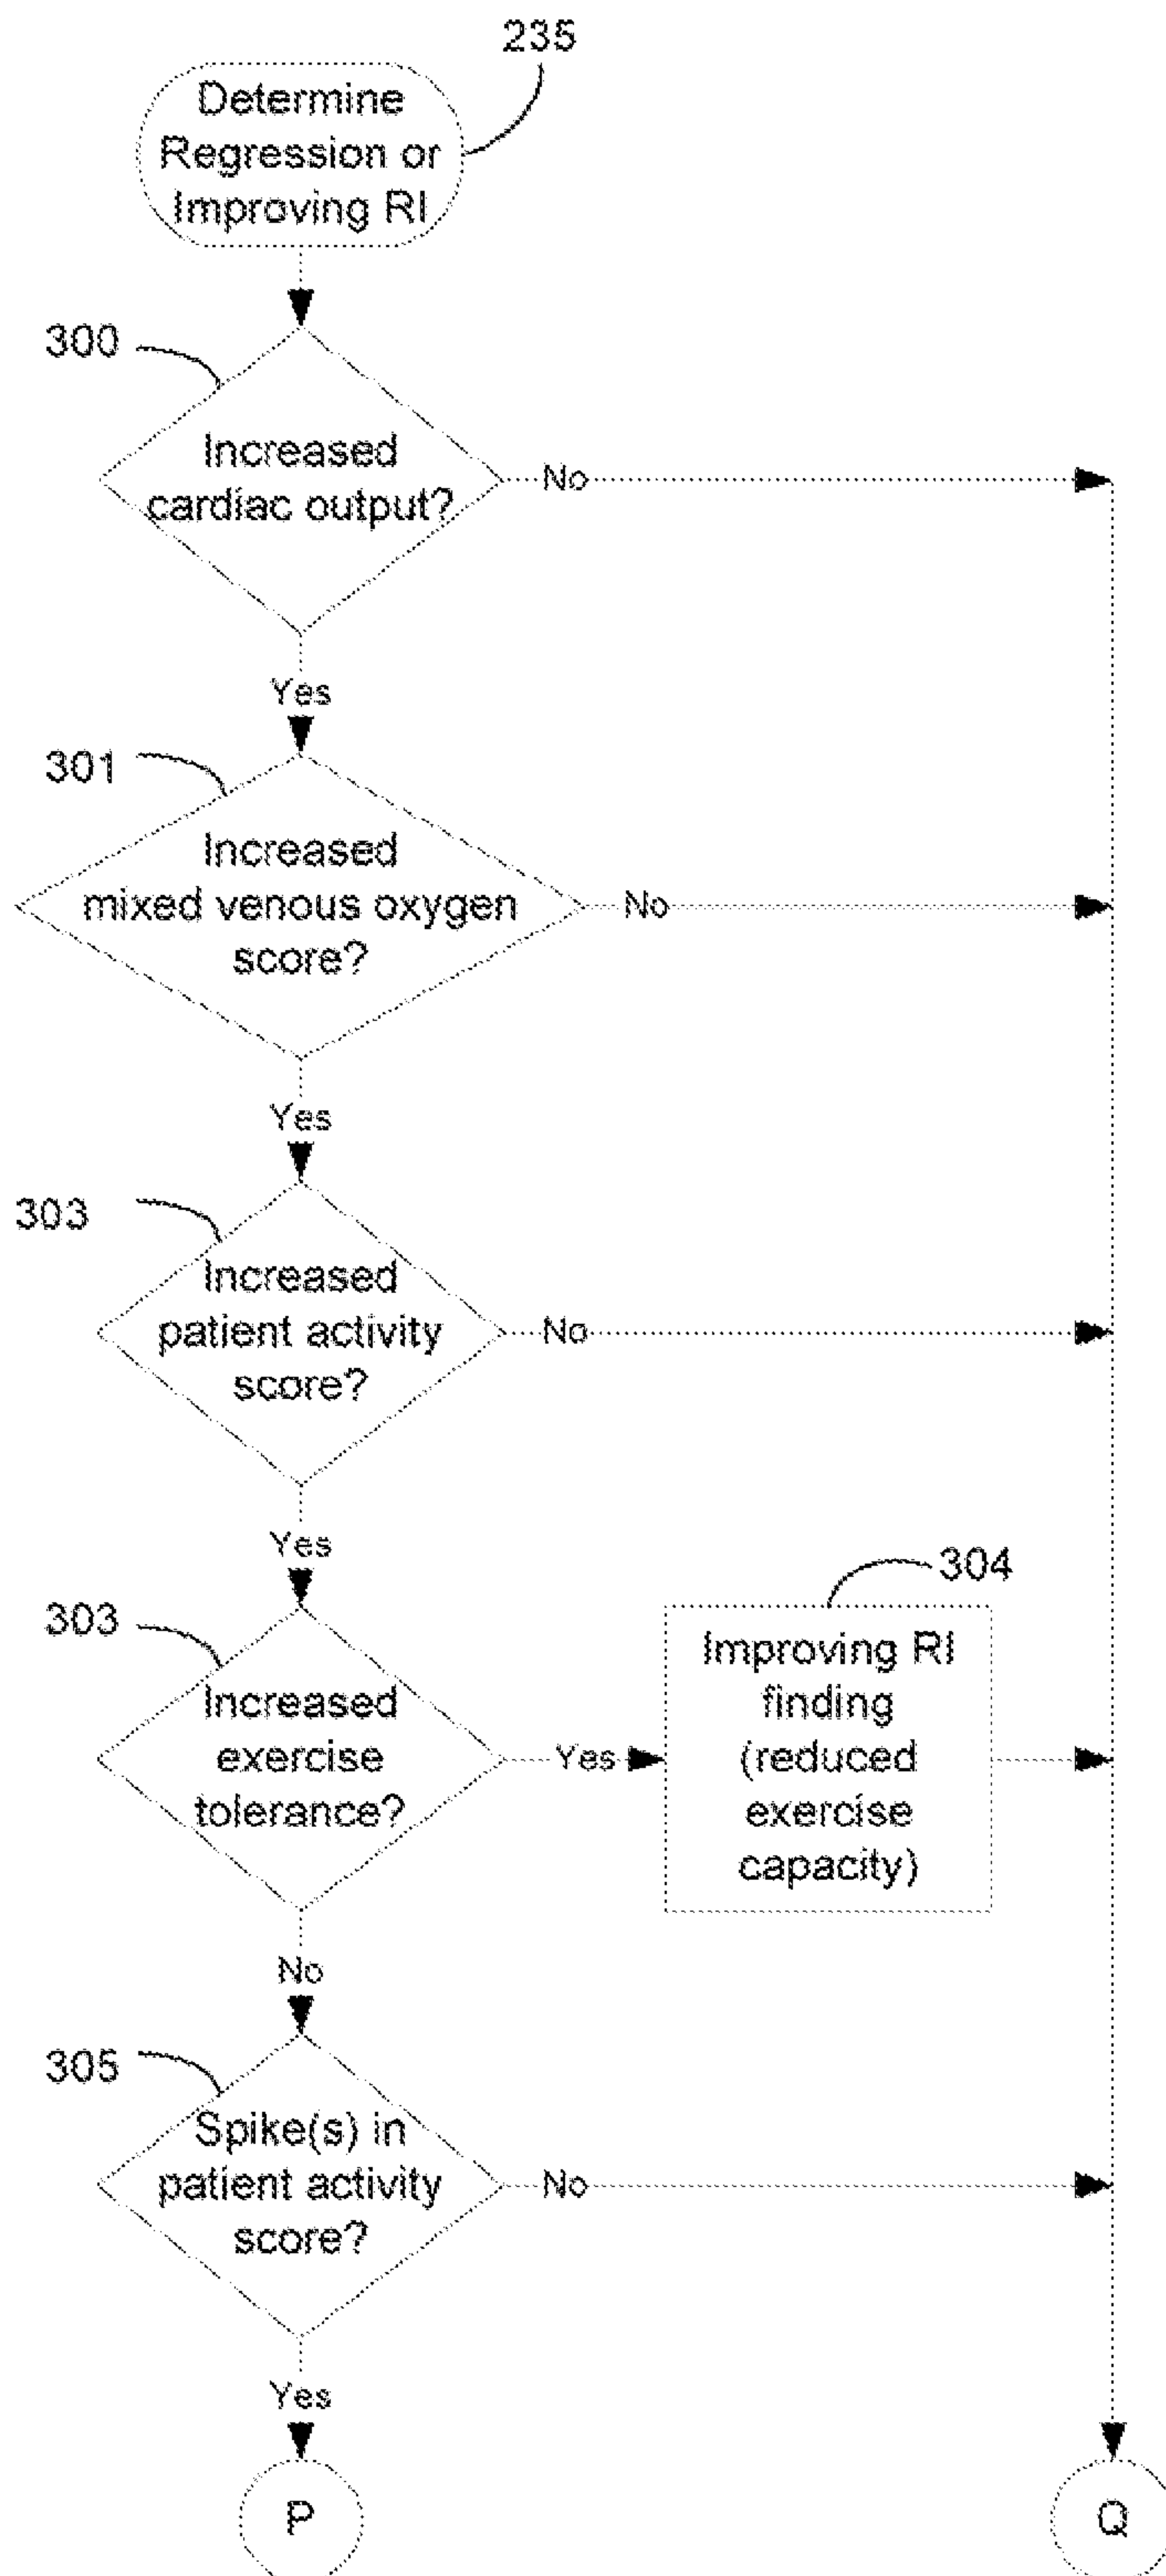 235
Determine
Regression or
Improving RI
300
Increased
cardiac output?
No
Yes
301
Increased
mixed venous oxygen
score?
No
Yes
303
Increased
patient activity
score?
No
Yes
303
Increased
exercise
tolerance?
Yes
304
Improving RI
finding
(reduced
exercise
capacity)
No
305
Spike(s) in
patient activity
score?
No
Yes
P
Q